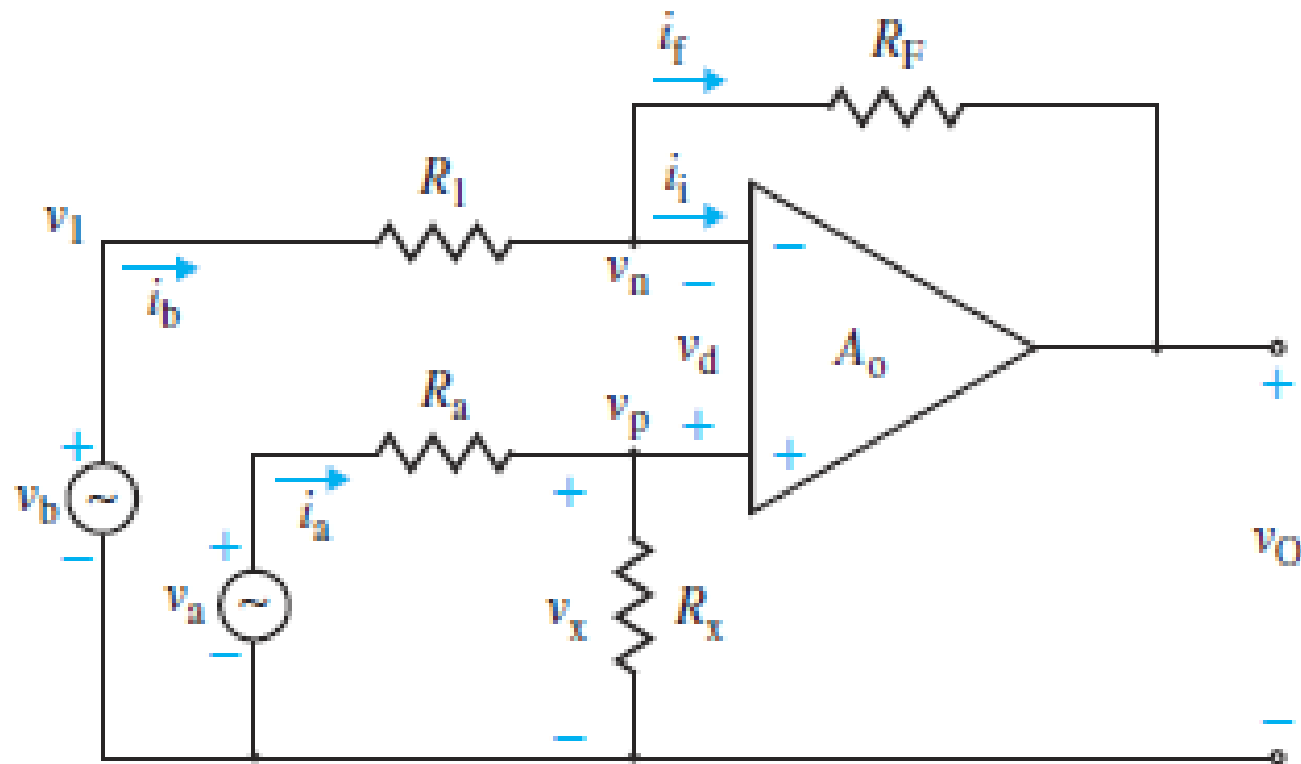 i_f
R_F
R_1
i_i
v_1
i_b
v_n
−
−
v_d
A_o
R_a
v_p
+
+
+
+
v_b
~
i_a
+
+
−
v_a
~
v_x
R_x
v_O
−
−
−